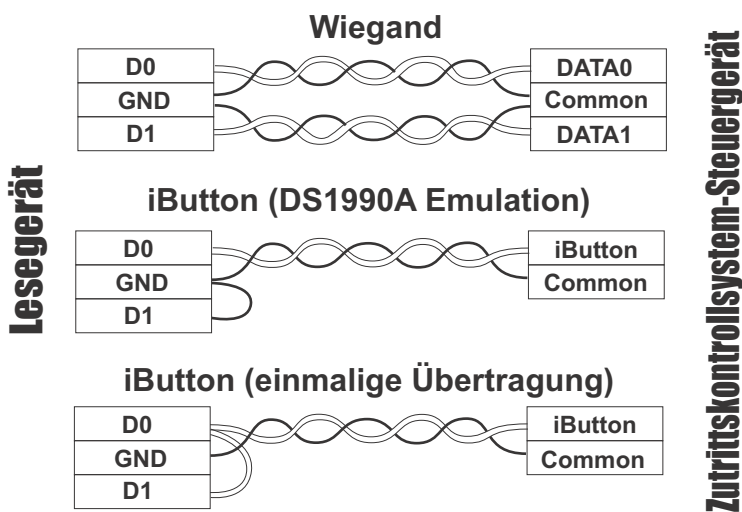 Lesegerät
Zutrittskontrollsystem-Steuergerät
Wiegand
D0
GND
D1
DATA0
Common
DATA1
iButton (DS1990A Emulation)
D0
GND
D1
iButton
Common
iButton (einmalige Übertragung)
D0
GND
D1
iButton
Common